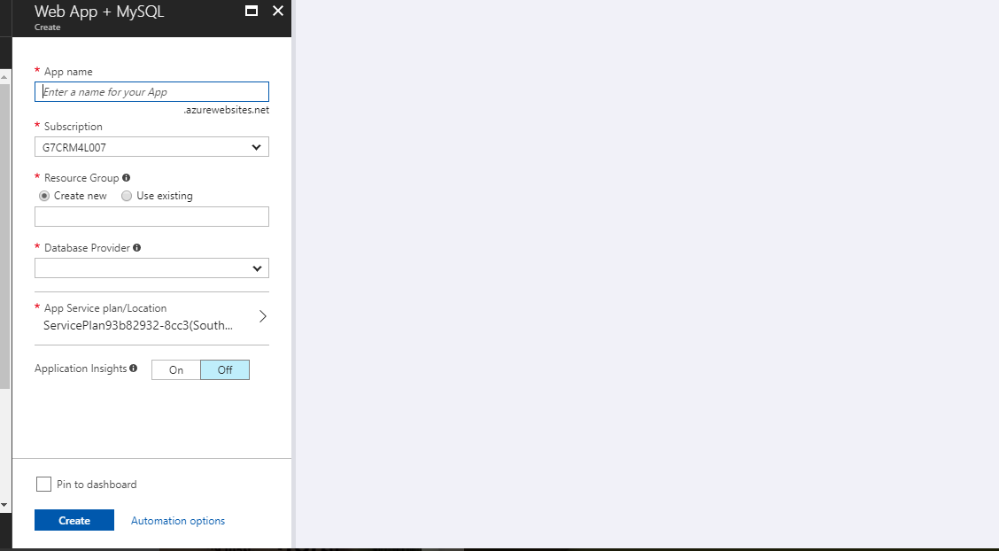 Web App + MySQL
Create
* App name
Enter a name for your App
.azurewebsites.net
* Subscription
G7CRM4L007
* Resource Group
Create new Use existing
* Database Provider
* App Service plan/Location
ServicePlan93b82932-8cc3(South...
Application Insights On Off
Pin to dashboard
Create Automation options